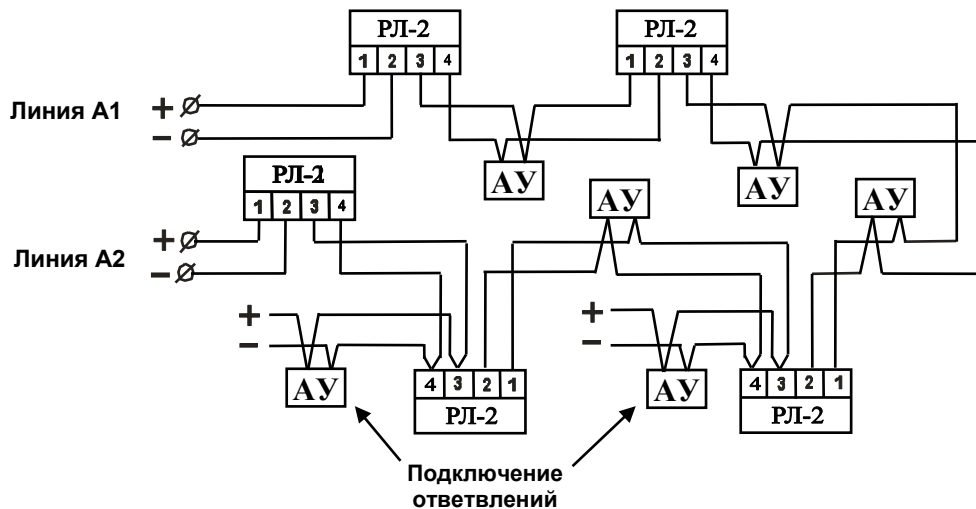 РЛ-2
1 2 3 4
РЛ-2
1 2 3 4
Линия А1
+
−
АУ
АУ
РЛ-2
1 2 3 4
АУ
АУ
Линия А2
+
−
+
−
+
−
АУ
4 3 2 1
РЛ-2
АУ
4 3 2 1
РЛ-2
Подключение
ответвлений